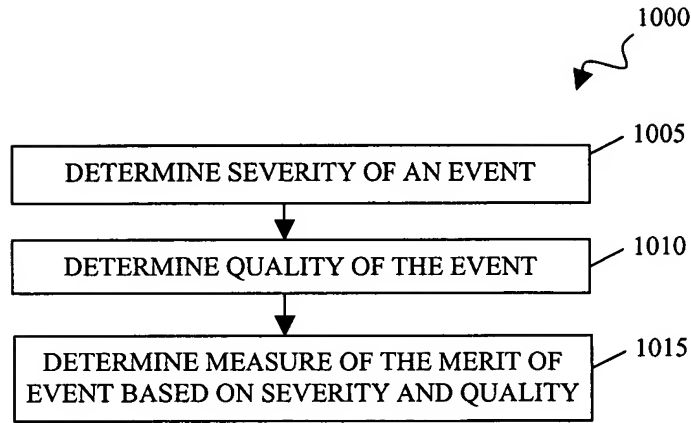 1000
1005
DETERMINE SEVERITY OF AN EVENT
1010
DETERMINE QUALITY OF THE EVENT
1015
DETERMINE MEASURE OF THE MERIT OF
EVENT BASED ON SEVERITY AND QUALITY